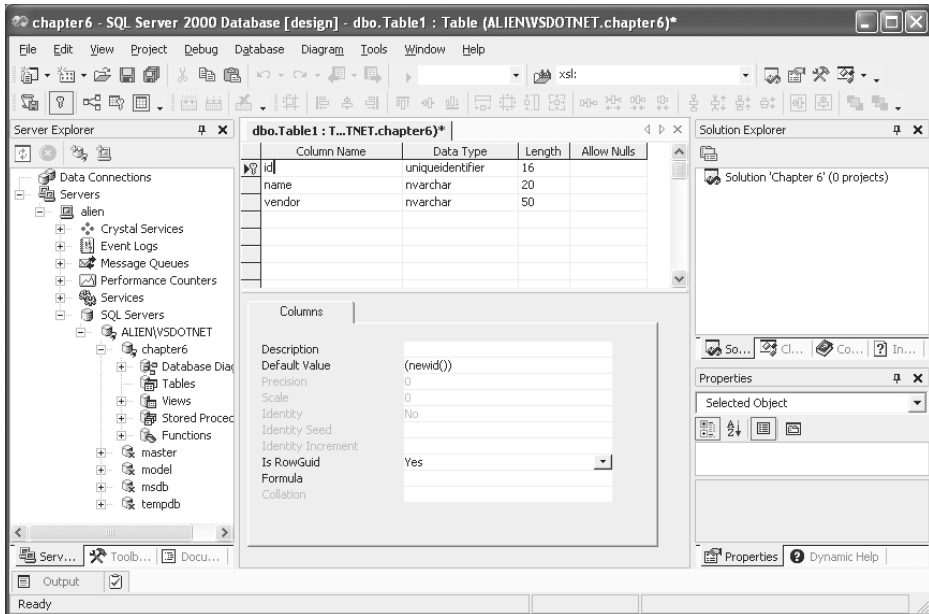 chapter6 - SQL Server 2000 Database [design] - dbo.Table1 : Table (ALIEN\VSDOTNET.chapter6)*
File Edit View Project Debug Database Diagram Tools Window Help
xsl:
Server Explorer
Data Connections
Servers
alien
Crystal Services
Event Logs
Message Queues
Performance Counters
Services
SQL Servers
ALIEN\VSDOTNET
chapter6
Database Diag
Tables
Views
Stored Proced
Functions
master
model
msdb
tempdb
Serv... Toolb... Docu...
dbo.Table1 : T...TNET.chapter6)*
Column Name Data Type Length Allow Nulls
id uniqueidentifier 16
name nvarchar 20
vendor nvarchar 50
Columns
Description
Default Value (newid())
Precision 0
Scale 0
Identity No
Identity Seed
Identity Increment
Is RowGuid Yes
Formula
Collation
Solution Explorer
Solution 'Chapter 6' (0 projects)
So... Cl... Co... In...
Properties
Selected Object
Properties Dynamic Help
Output
Ready